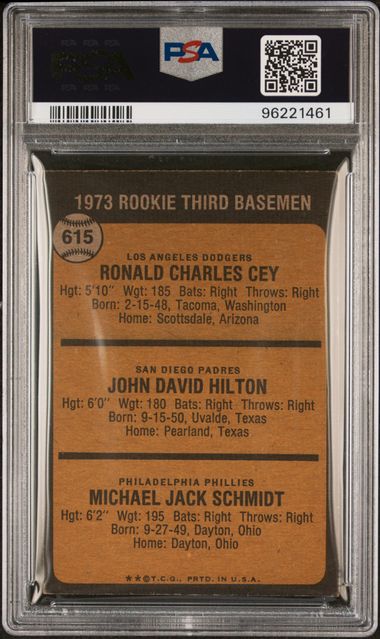 PSA
96221461
1973 ROOKIE THIRD BASEMEN
615
LOS ANGELES DODGERS
RONALD CHARLES CEY
Hgt: 5'10" Wgt: 185 Bats: Right Throws: Right
Born: 2-15-48, Tacoma, Washington
Home: Scottsdale, Arizona
SAN DIEGO PADRES
JOHN DAVID HILTON
Hgt: 6'0" Wgt: 180 Bats: Right Throws: Right
Born: 9-15-50, Uvalde, Texas
Home: Pearland, Texas
PHILADELPHIA PHILLIES
MICHAEL JACK SCHMIDT
Hgt: 6'2" Wgt: 195 Bats: Right Throws: Right
Born: 9-27-49, Dayton, Ohio
Home: Dayton, Ohio
**©T.C.G., PRTD. IN U.S.A.